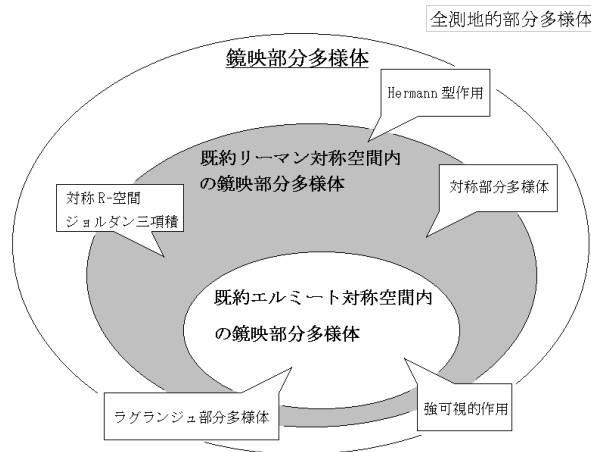 全測地的部分多様体
鏡映部分多様体
Hermann 型作用
既約リーマン対称空間内
の鏡映部分多様体
対称部分多様体
対称 R-空間
ジョルダン三項積
既約エルミート対称空間内
の鏡映部分多様体
ラグランジュ部分多様体
強可視的作用